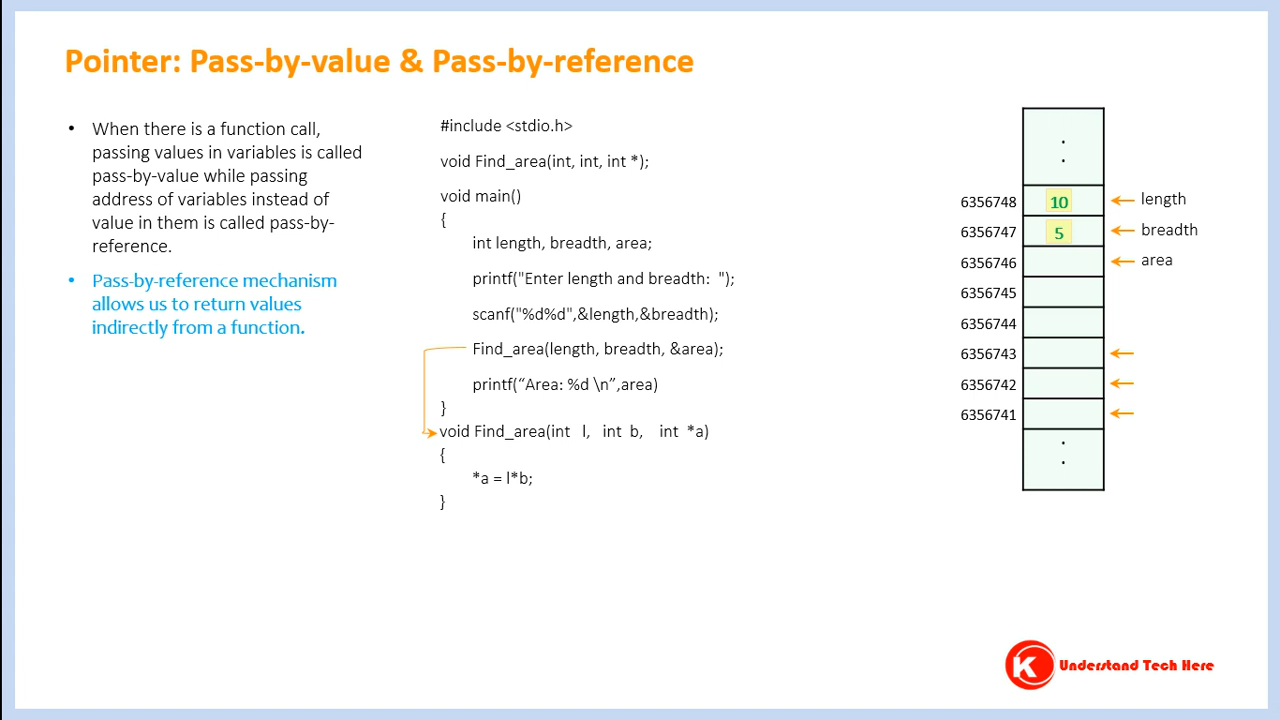 Pointer: Pass-by-value & Pass-by-reference
• When there is a function call,
passing values in variables is called
pass-by-value while passing
address of variables instead of
value in them is called pass-by-
reference.
• Pass-by-reference mechanism
allows us to return values
indirectly from a function.
#include <stdio.h>
void Find_area(int, int, int *);
void main()
{
int length, breadth, area;
printf("Enter length and breadth:  ");
scanf("%d%d",&length,&breadth);
Find_area(length, breadth, &area);
printf(“Area: %d \n”,area)
}
void Find_area(int  l,  int  b,   int  *a)
{
*a = l*b;
}
6356748 10 length
6356747 5 breadth
6356746 area
6356745
6356744
6356743
6356742
6356741
K Understand Tech Here